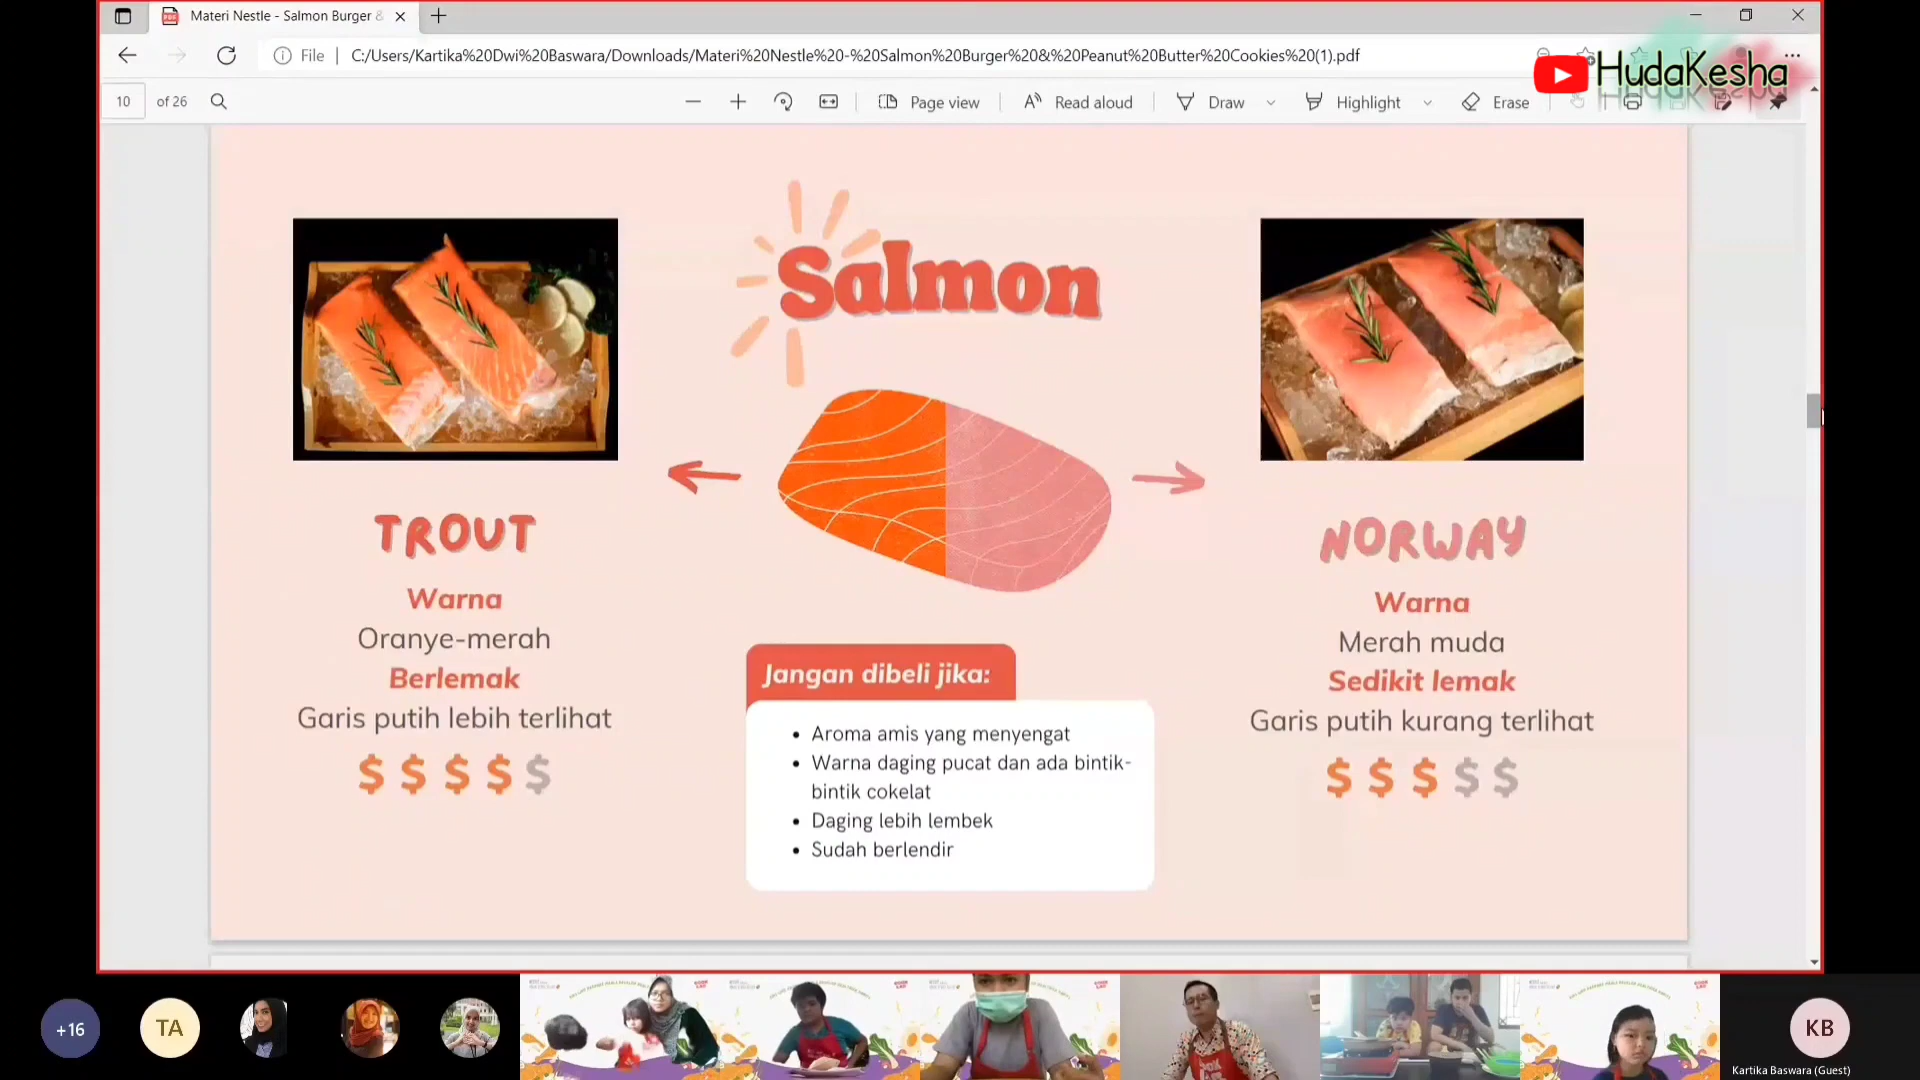 Materi Nestle - Salmon Burger &
File
C:/Users/Kartika%20Dwi%20Baswara/Downloads/Materi%20Nestle%20-%20Salmon%20Burger%20&%20Peanut%20Butter%20Cookies%20(1).pdf
HudaKesha
10 of 26
Page view
Read aloud
Draw
Highlight
Erase
Salmon
TROUT
Warna
Oranye-merah
Berlemak
Garis putih lebih terlihat
$ $ $ $ $
Jangan dibeli jika:
• Aroma amis yang menyengat
• Warna daging pucat dan ada bintik-
bintik cokelat
• Daging lebih lembek
• Sudah berlendir
NORWAY
Warna
Merah muda
Sedikit lemak
Garis putih kurang terlihat
$ $ $ $ $
+16
TA
KB
Kartika Baswara (Guest)